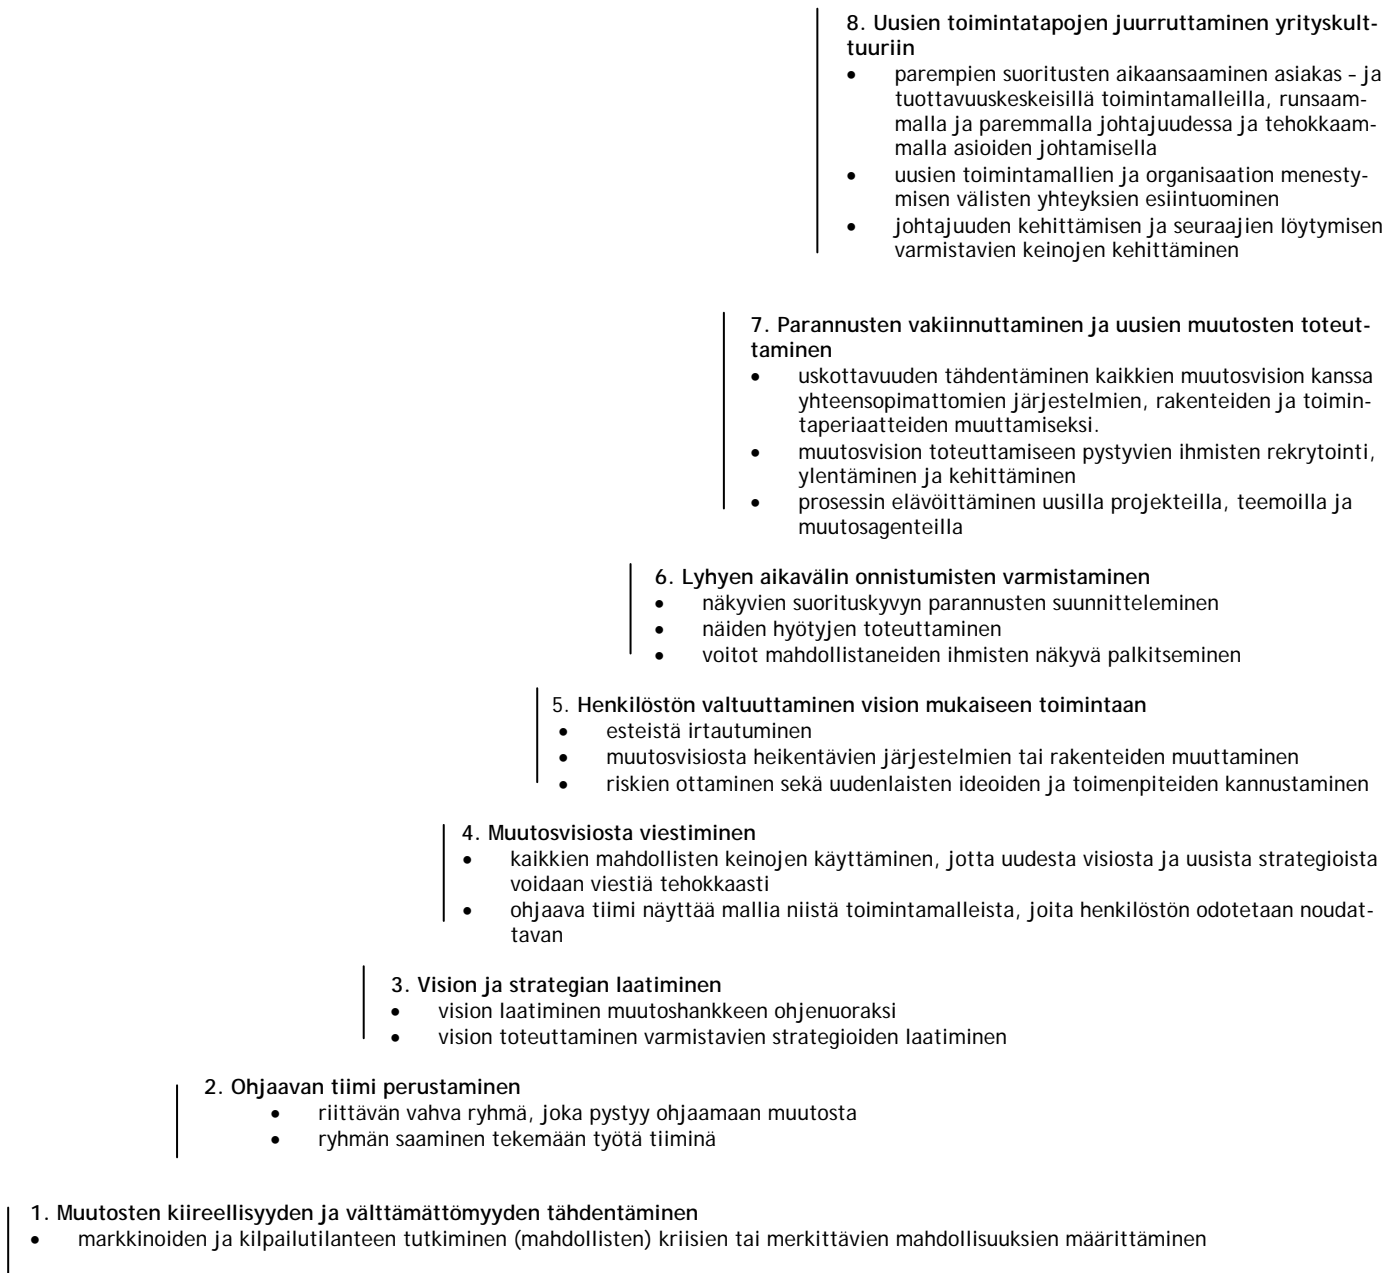 8. Uusien toimintatapojen juurruttaminen yrityskult-
tuuriin
• parempien suoritusten aikaansaaminen asiakas – ja
tuottavuuskeskeisillä toimintamalleilla, runsaam-
malla ja paremmalla johtajuudessa ja tehokkaam-
malla asioiden johtamisella
• uusien toimintamallien ja organisaation menesty-
misen välisten yhteyksien esiintuominen
• johtajuuden kehittämisen ja seuraajien löytymisen
varmistavien keinojen kehittäminen
7. Parannusten vakiinnuttaminen ja uusien muutosten toteut-
taminen
• uskottavuuden tähdentäminen kaikkien muutosvision kanssa
yhteensopimattomien järjestelmien, rakenteiden ja toimin-
taperiaatteiden muuttamiseksi.
• muutosvision toteuttamiseen pystyvien ihmisten rekrytointi,
ylentäminen ja kehittäminen
• prosessin elävöittäminen uusilla projekteilla, teemoilla ja
muutosagenteilla
6. Lyhyen aikavälin onnistumisten varmistaminen
• näkyvien suorituskyvyn parannusten suunnitteleminen
• näiden hyötyjen toteuttaminen
• voitot mahdollistaneiden ihmisten näkyvä palkitseminen
5. Henkilöstön valtuuttaminen vision mukaiseen toimintaan
• esteistä irtautuminen
• muutosvisiosta heikentävien järjestelmien tai rakenteiden muuttaminen
• riskien ottaminen sekä uudenlaisten ideoiden ja toimenpiteiden kannustaminen
4. Muutosvisiosta viestiminen
• kaikkien mahdollisten keinojen käyttäminen, jotta uudesta visiosta ja uusista strategioista
voidaan viestiä tehokkaasti
• ohjaava tiimi näyttää mallia niistä toimintamalleista, joita henkilöstön odotetaan noudat-
tavan
3. Vision ja strategian laatiminen
• vision laatiminen muutoshankkeen ohjenuoraksi
• vision toteuttaminen varmistavien strategioiden laatiminen
2. Ohjaavan tiimi perustaminen
• riittävän vahva ryhmä, joka pystyy ohjaamaan muutosta
• ryhmän saaminen tekemään työtä tiiminä
1. Muutosten kiireellisyyden ja välttämättömyyden tähdentäminen
• markkinoiden ja kilpailutilanteen tutkiminen (mahdollisten) kriisien tai merkittävien mahdollisuuksien määrittäminen